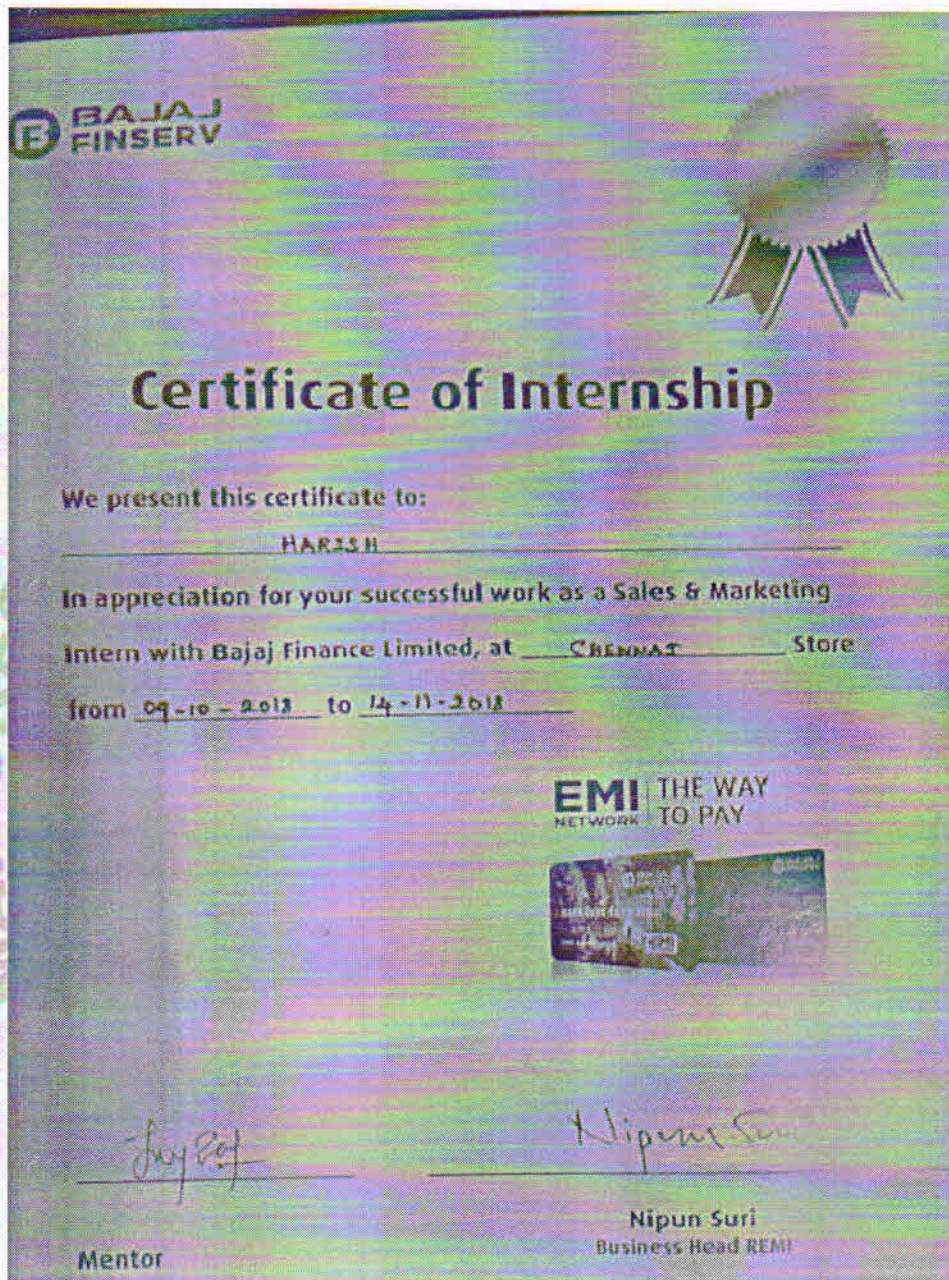 BAJAJ
FINSERV
Certificate of Internship
We present this certificate to:
HARISH
In appreciation for your successful work as a Sales & Marketing
Intern with Bajaj Finance Limited, at CHENNAI Store
from 09-10-2018 to 14-11-2018
EMI NETWORK
THE WAY
TO PAY
EMI
Nipun Suri
Nipun Suri
Business Head REMI
Mentor